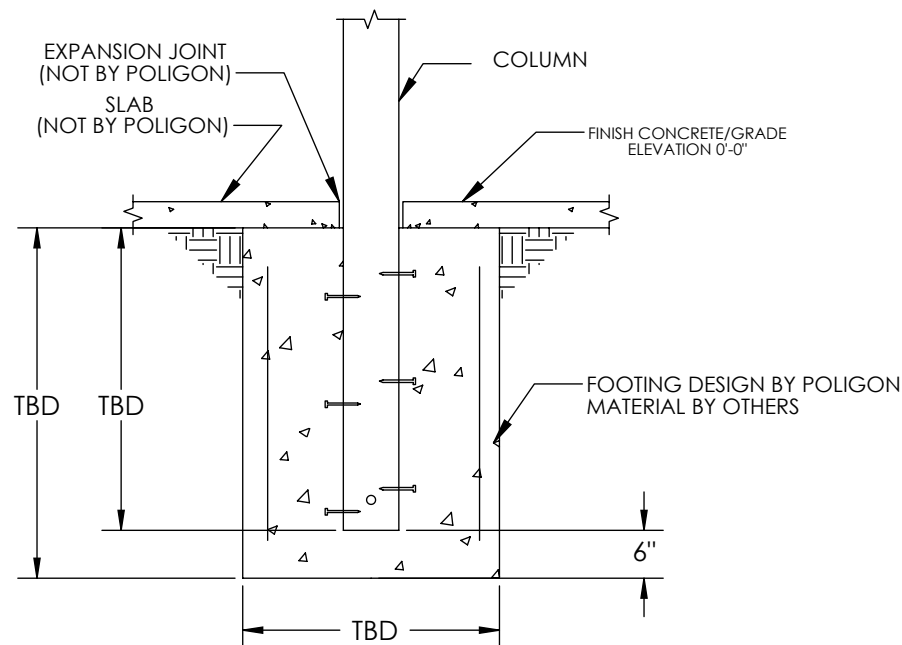 EXPANSION JOINT
(NOT BY POLIGON)
SLAB
(NOT BY POLIGON)
COLUMN
FINISH CONCRETE/GRADE
ELEVATION 0'-0"
TBD
TBD
FOOTING DESIGN BY POLIGON
MATERIAL BY OTHERS
6"
TBD